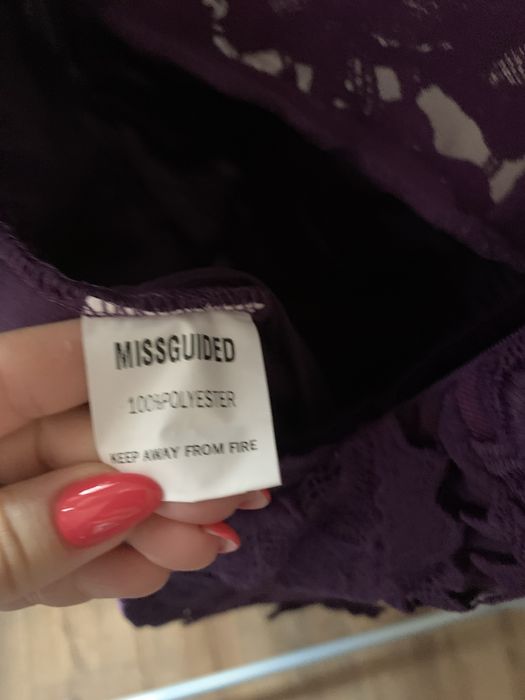 MISSGUIDED
100%POLYESTER
KEEP AWAY FROM FIRE